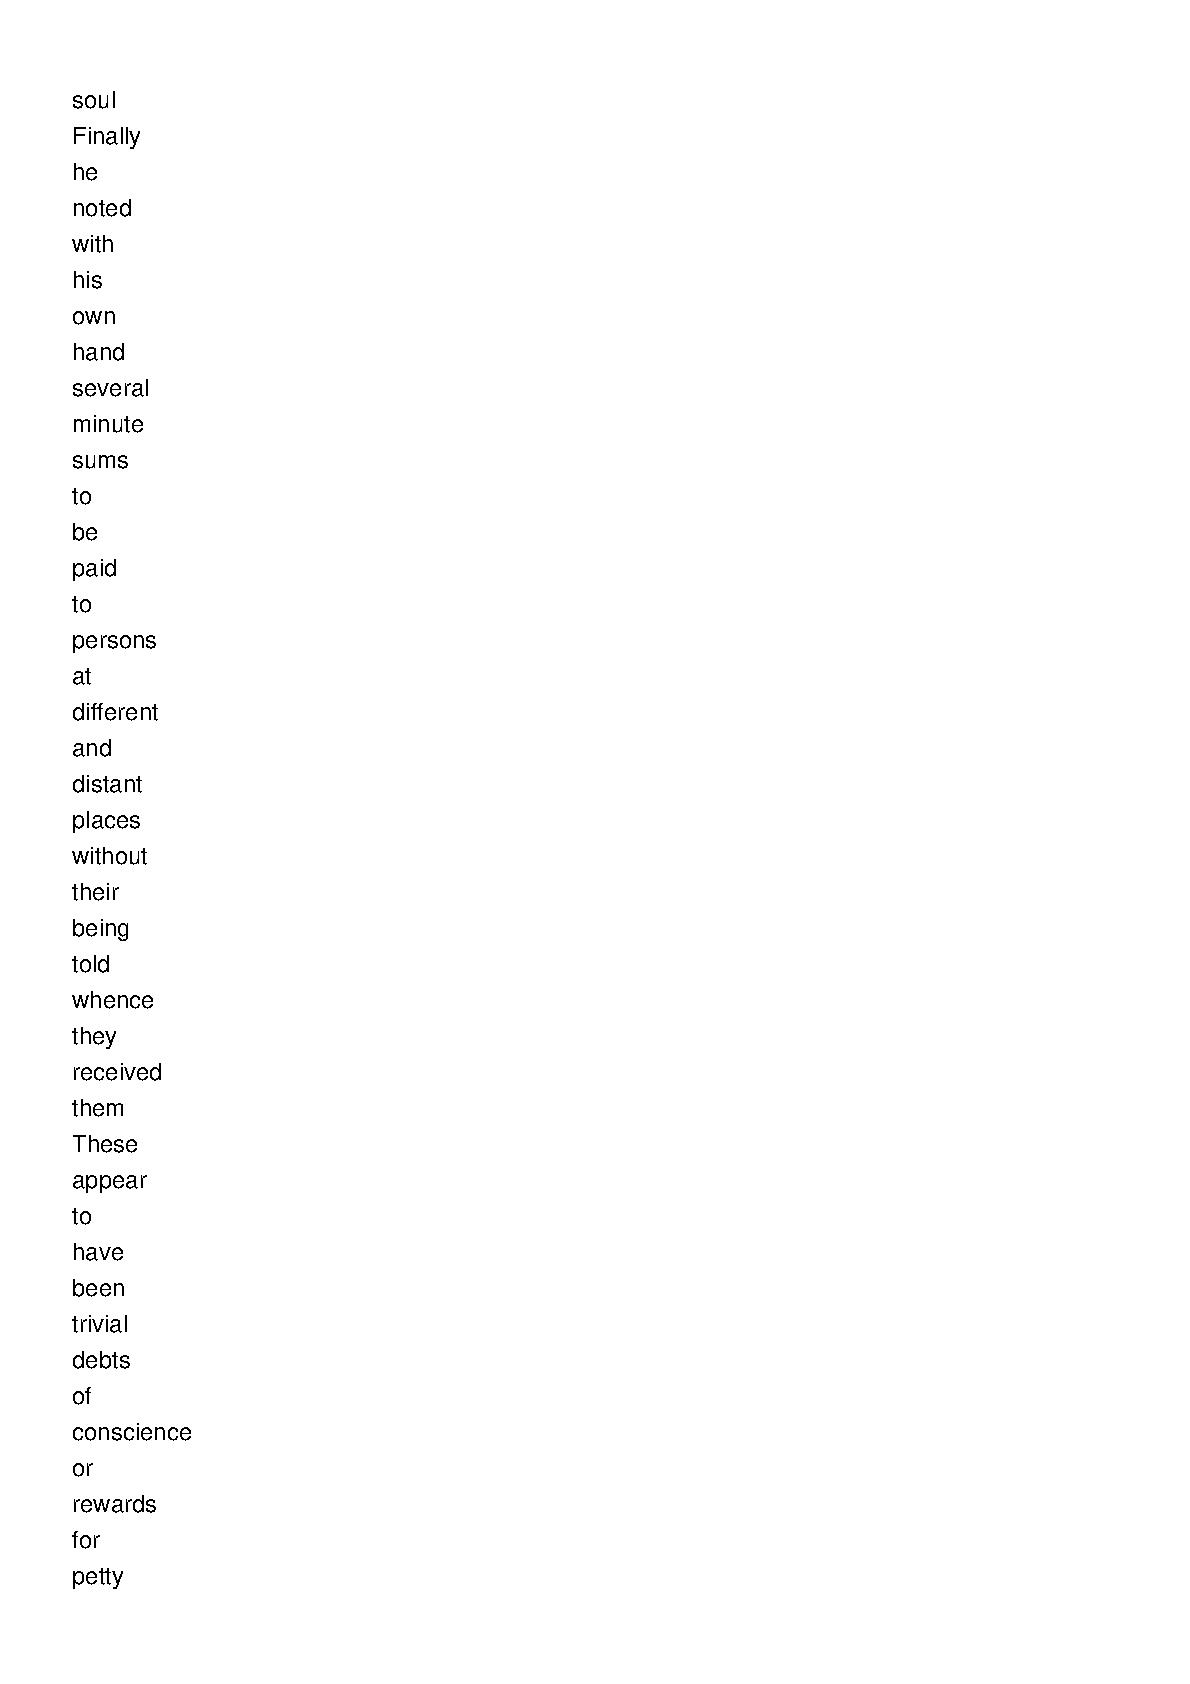 soul
Finally
he
noted
with
his
own
hand
several
minute
sums
to
be
paid
to
persons
at
different
and
distant
places
without
their
being
told
whence
they
received
them
These
appear
to
have
been
trivial
debts
of
conscience
or
rewards
for
petty